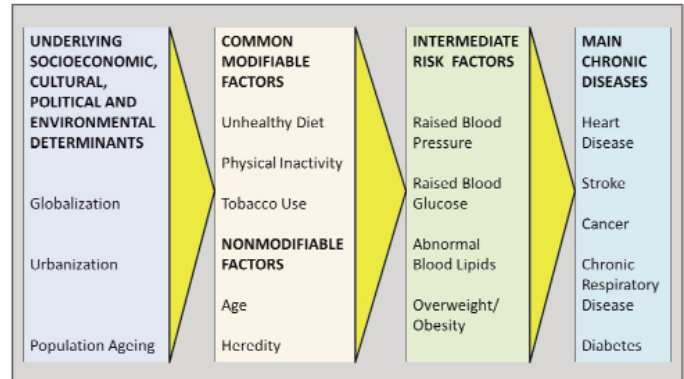 UNDERLYING
SOCIOECONOMIC,
CULTURAL,
POLITICAL AND
ENVIRONMENTAL
DETERMINANTS
Globalization
Urbanization
Population Ageing
COMMON
MODIFIABLE
FACTORS
Unhealthy Diet
Physical Inactivity
Tobacco Use
NONMODIFIABLE
FACTORS
Age
Heredity
INTERMEDIATE
RISK FACTORS
Raised Blood
Pressure
Raised Blood
Glucose
Abnormal
Blood Lipids
Overweight/
Obesity
MAIN
CHRONIC
DISEASES
Heart
Disease
Stroke
Cancer
Chronic
Respiratory
Disease
Diabetes